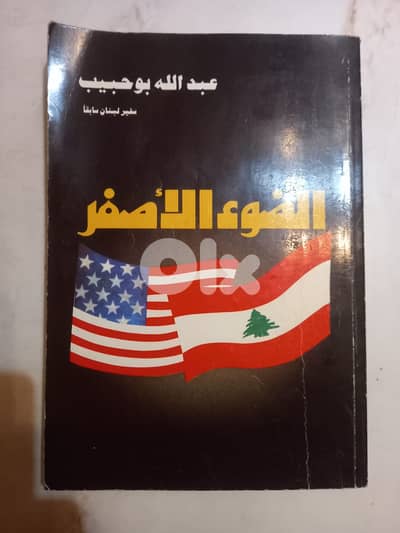 عبد الله بوحبيب
سفير لبنان سابقاً
الضوء الأصفر
OLX